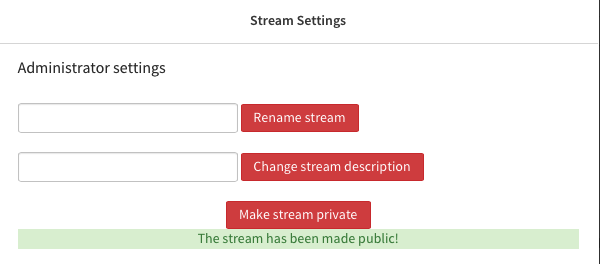 Stream Settings
Administrator settings
Rename stream
Change stream description
Make stream private
The stream has been made public!